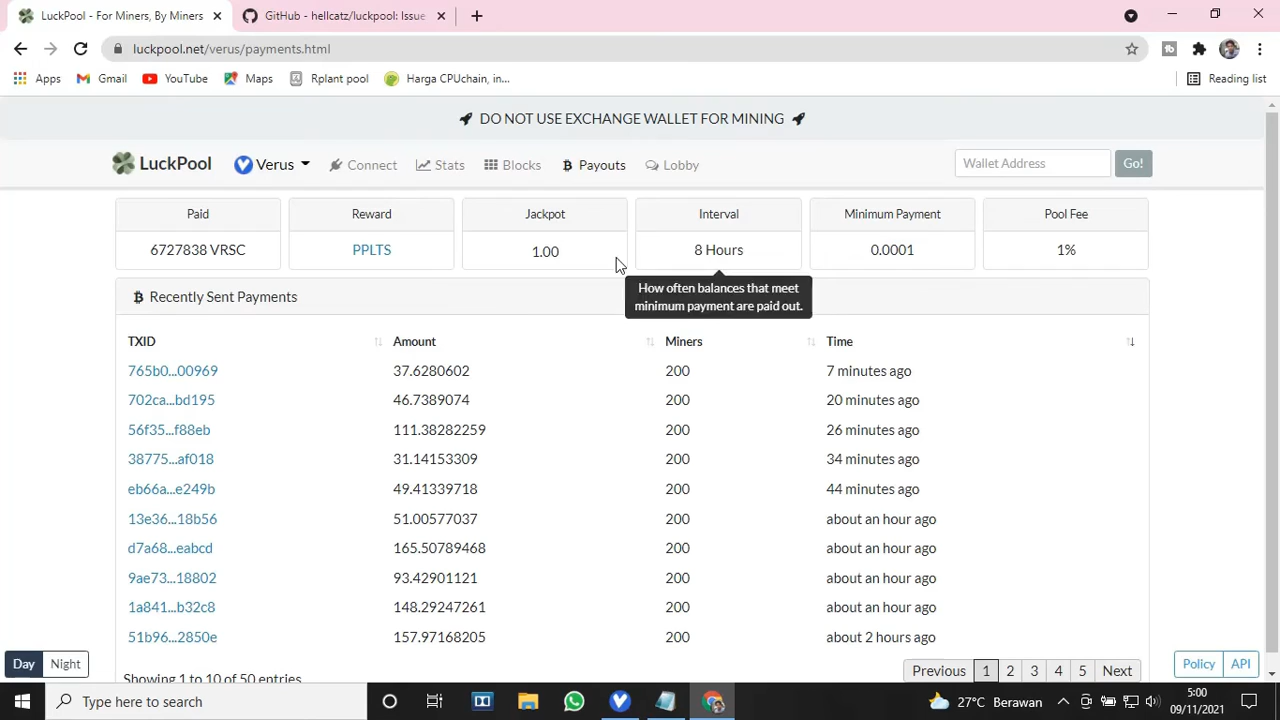 LuckPool - For Miners, By Miners
GitHub - hellcatz/luckpool: Issue
luckpool.net/verus/payments.html
Apps
Gmail
YouTube
Maps
Rplant pool
Harga CPUchain, in...
Reading list
DO NOT USE EXCHANGE WALLET FOR MINING
LuckPool
Verus
Connect
Stats
Blocks
Payouts
Lobby
Wallet Address
Go!
Paid
Reward
Jackpot
Interval
Minimum Payment
Pool Fee
6727838 VRSC
PPLTS
1.00
8 Hours
0.0001
1%
How often balances that meet
minimum payment are paid out.
Recently Sent Payments
TXID Amount Miners Time
765b0...00969 37.6280602 200 7 minutes ago
702ca...bd195 46.7389074 200 20 minutes ago
56f35...f88eb 111.38282259 200 26 minutes ago
38775...af018 31.14153309 200 34 minutes ago
eb66a...e249b 49.41339718 200 44 minutes ago
13e36...18b56 51.00577037 200 about an hour ago
d7a68...eabcd 165.50789468 200 about an hour ago
9ae73...18802 93.42901121 200 about an hour ago
1a841...b32c8 148.29247261 200 about an hour ago
51b96...2850e 157.97168205 200 about 2 hours ago
Showing 1 to 10 of 50 entries
Previous 1 2 3 4 5 Next
Day Night
Policy API
Type here to search
27°C Berawan
5:00
09/11/2021